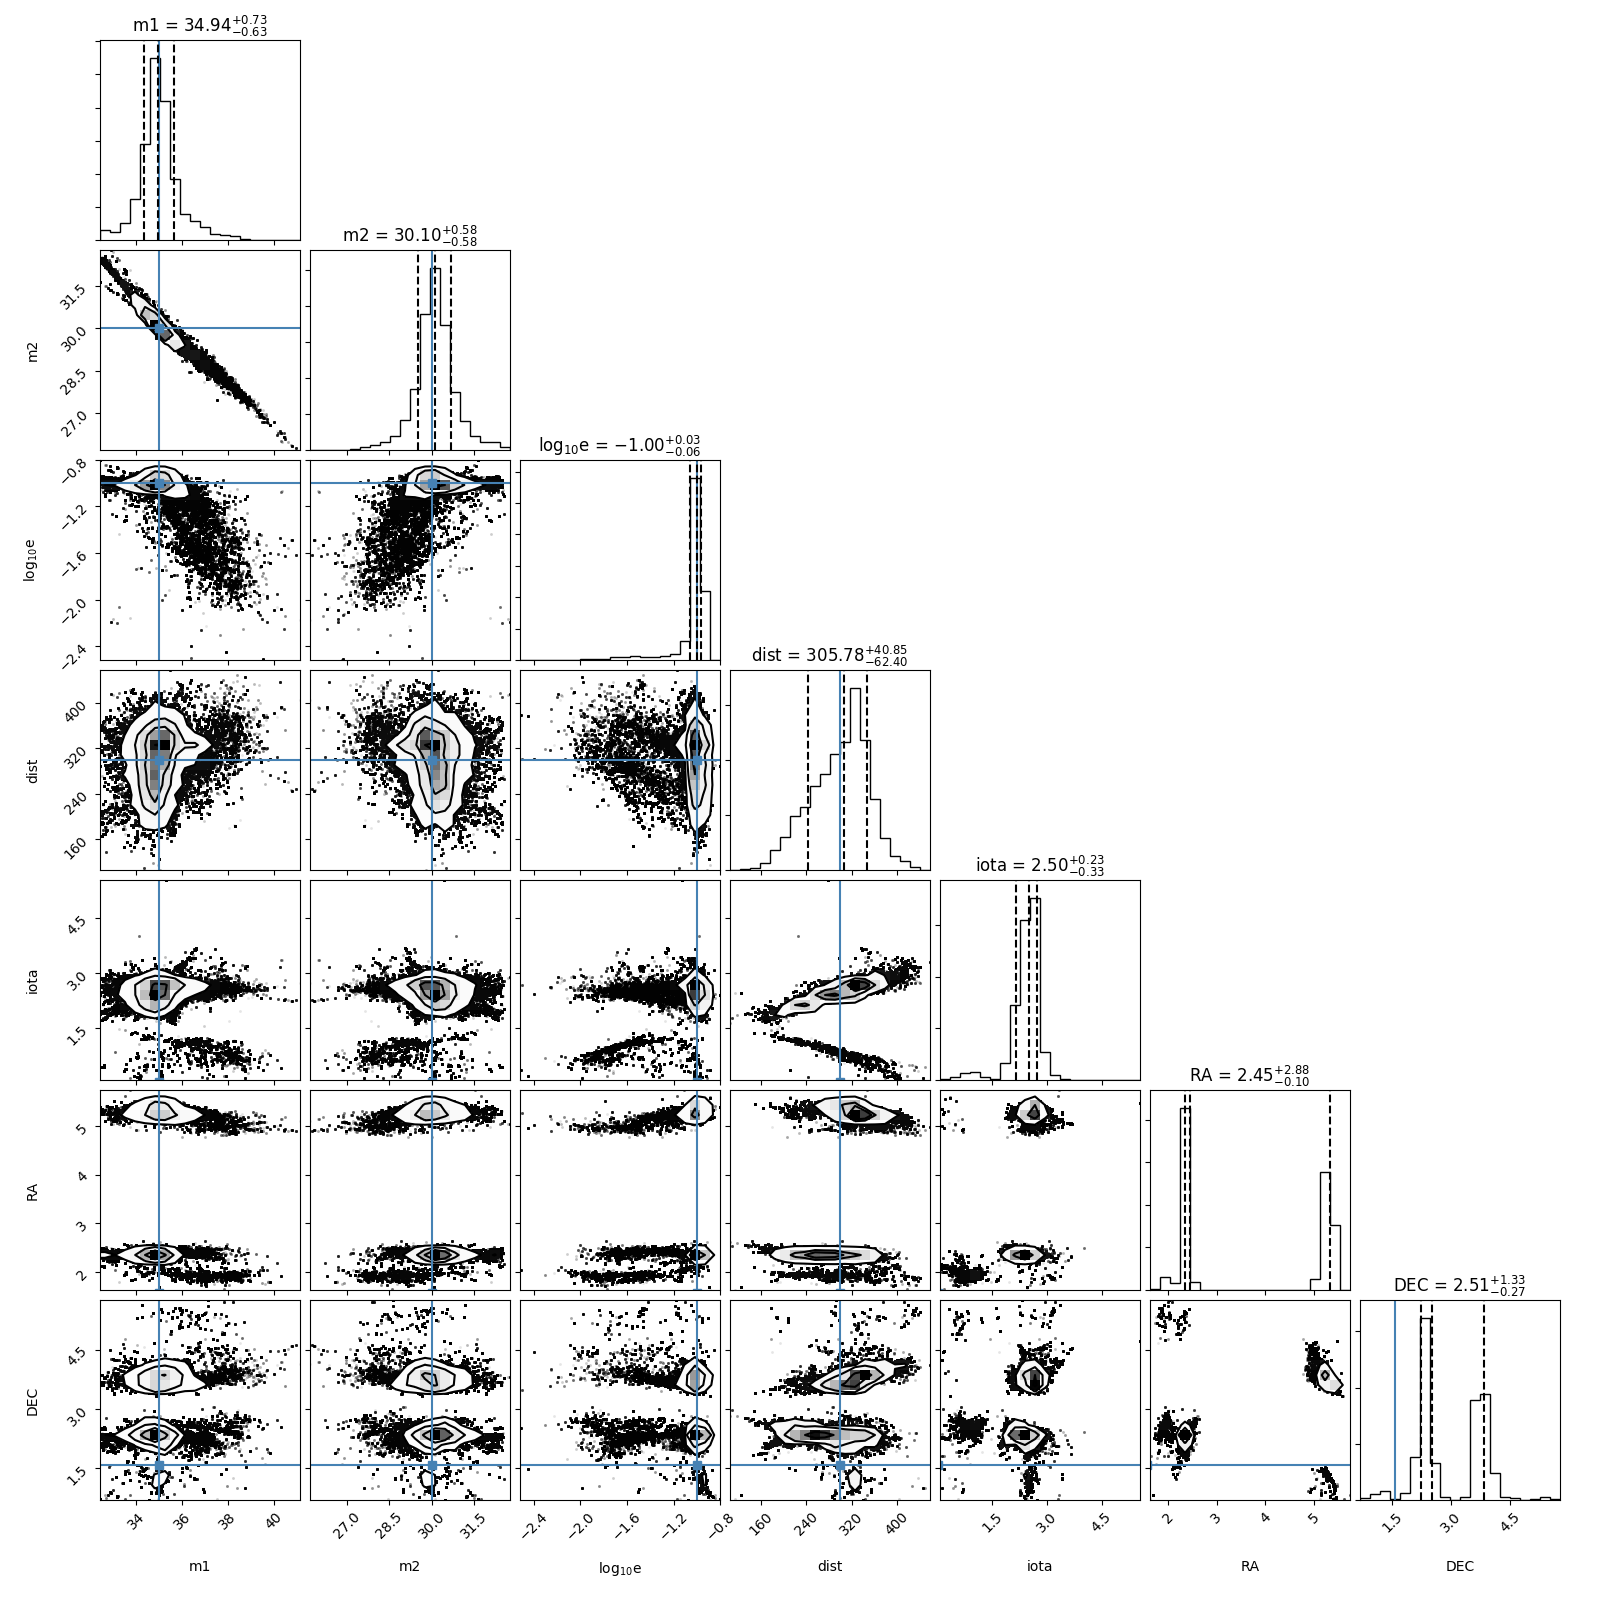 m1 = 34.94+0.73−0.63
m2 = 30.10+0.58−0.58
31.5
30.0
28.5
27.0
m2
log10e = −1.00+0.03−0.06
−0.8
−1.2
−1.6
−2.0
−2.4
log10e
dist = 305.78+40.85−62.40
400
320
240
160
dist
iota = 2.50+0.23−0.33
4.5
3.0
1.5
iota
RA = 2.45+2.88−0.10
5
4
3
2
RA
DEC = 2.51+1.33−0.27
4.5
3.0
1.5
DEC
34 36 38 40
27.0 28.5 30.0 31.5
−2.4 −2.0 −1.6 −1.2 −0.8
160 240 320 400
1.5 3.0 4.5
2 3 4 5
1.5 3.0 4.5
m1 m2 log10e dist iota RA DEC